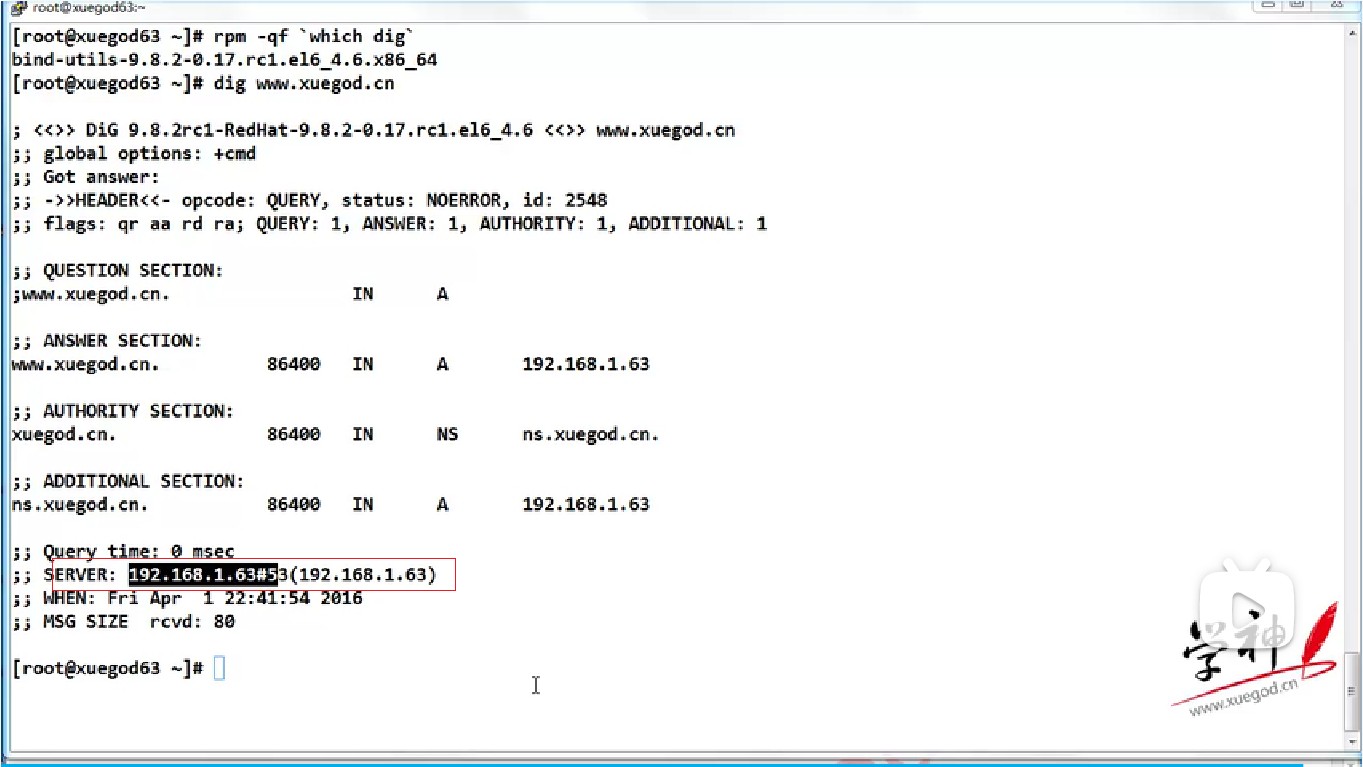 root@xuegod63:~
[root@xuegod63 ~]# rpm -qf `which dig`
bind-utils-9.8.2-0.17.rc1.el6_4.6.x86_64
[root@xuegod63 ~]# dig www.xuegod.cn
; <<>> DiG 9.8.2rc1-RedHat-9.8.2-0.17.rc1.el6_4.6 <<>> www.xuegod.cn
;; global options: +cmd
;; Got answer:
;; ->>HEADER<<- opcode: QUERY, status: NOERROR, id: 2548
;; flags: qr aa rd ra; QUERY: 1, ANSWER: 1, AUTHORITY: 1, ADDITIONAL: 1
;; QUESTION SECTION:
;www.xuegod.cn. IN A
;; ANSWER SECTION:
www.xuegod.cn. 86400 IN A 192.168.1.63
;; AUTHORITY SECTION:
xuegod.cn. 86400 IN NS ns.xuegod.cn.
;; ADDITIONAL SECTION:
ns.xuegod.cn. 86400 IN A 192.168.1.63
;; Query time: 0 msec
;; SERVER: 192.168.1.63#53(192.168.1.63)
;; WHEN: Fri Apr  1 22:41:54 2016
;; MSG SIZE  rcvd: 80
[root@xuegod63 ~]#
学神
www.xuegod.cn